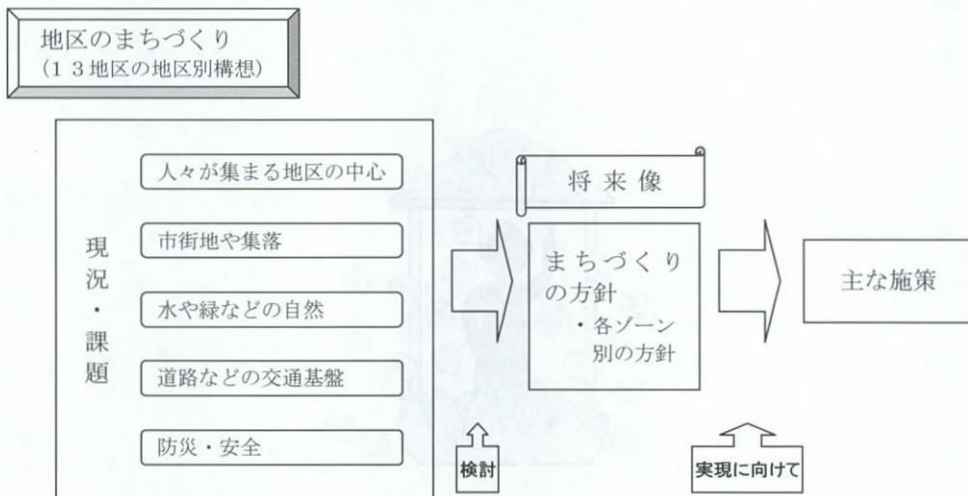 地区のまちづくり
(13地区の地区別構想)
現況・課題
人々が集まる地区の中心
市街地や集落
水や緑などの自然
道路などの交通基盤
防災・安全
将来像
まちづくり
の方針
・各ゾーン
別の方針
主な施策
検討
実現に向けて